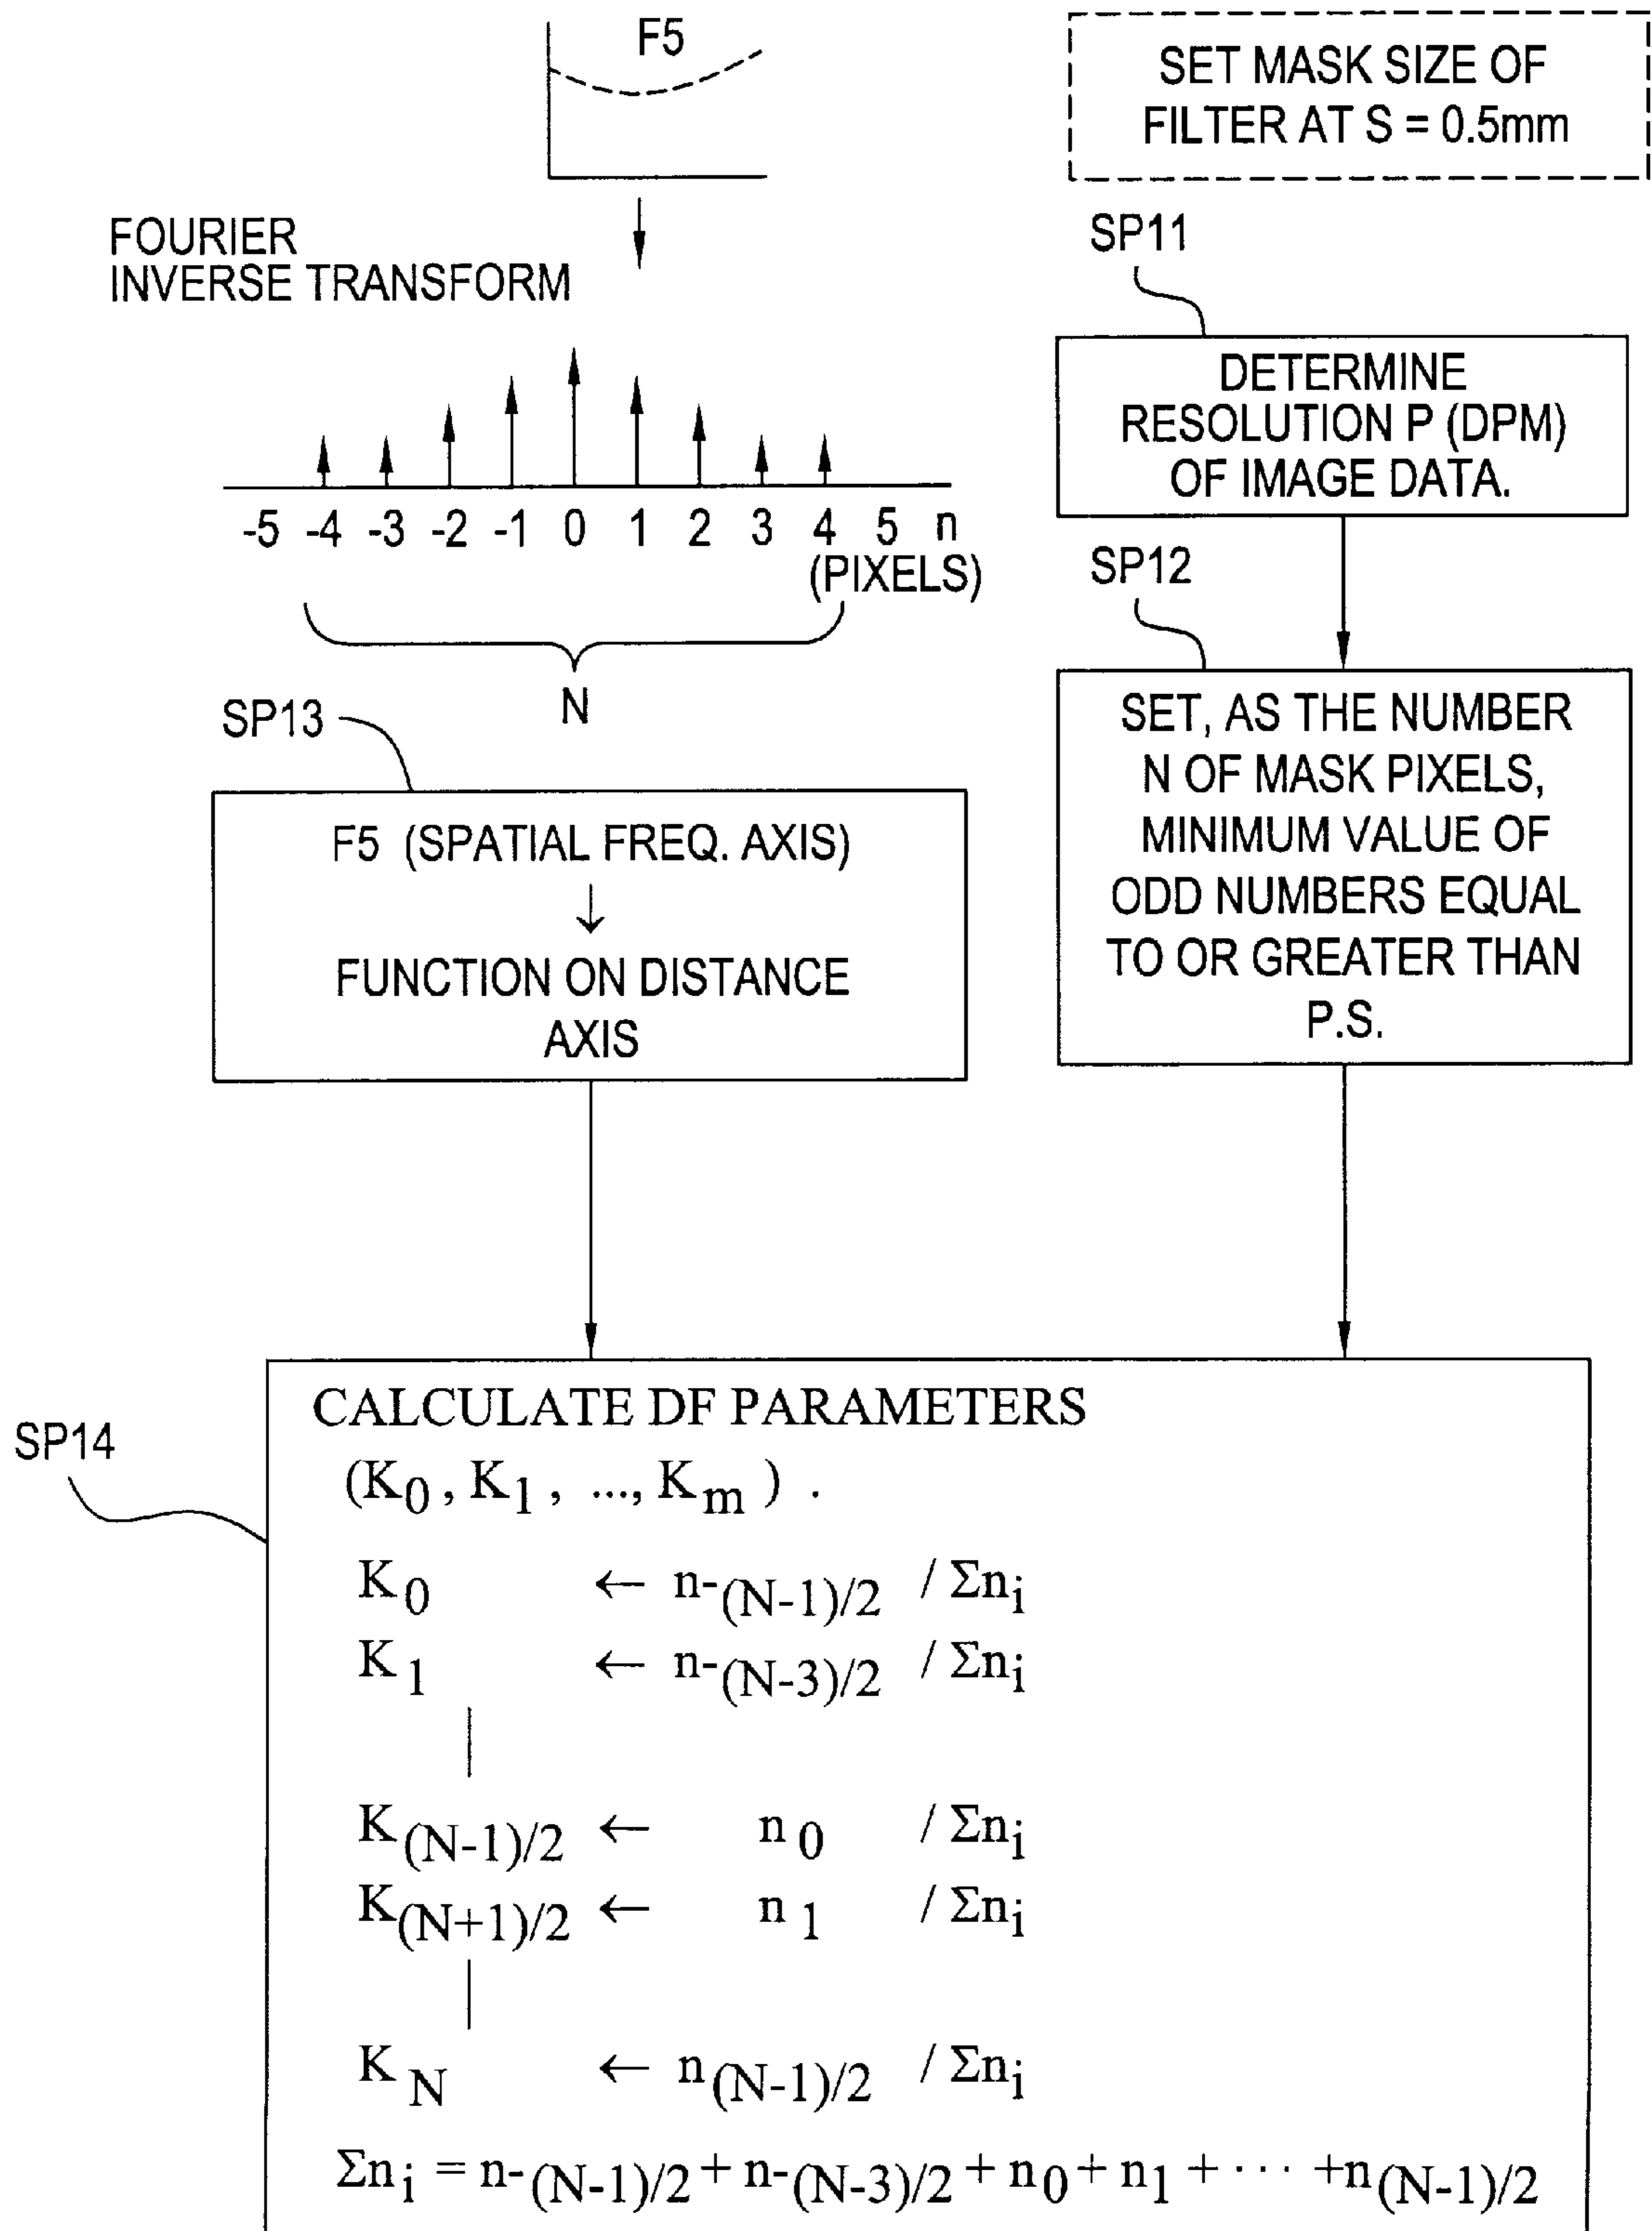 F5
SET MASK SIZE OF
FILTER AT S = 0.5mm
FOURIER
INVERSE TRANSFORM
SP11
DETERMINE
RESOLUTION P (DPM)
OF IMAGE DATA.
-5 -4 -3 -2 -1 0 1 2 3 4 5 n
(PIXELS)
N
SP12
SET, AS THE NUMBER
N OF MASK PIXELS,
MINIMUM VALUE OF
ODD NUMBERS EQUAL
TO OR GREATER THAN
P.S.
SP13
F5 (SPATIAL FREQ. AXIS)
↓
FUNCTION ON DISTANCE
AXIS
SP14
CALCULATE DF PARAMETERS
(K0, K1, ..., Km).
K0 ← n-(N-1)/2 / Σni
K1 ← n-(N-3)/2 / Σni
K(N-1)/2 ← n0 / Σni
K(N+1)/2 ← n1 / Σni
KN ← n(N-1)/2 / Σni
Σni = n-(N-1)/2 + n-(N-3)/2 + n0 + n1 + ··· +n(N-1)/2